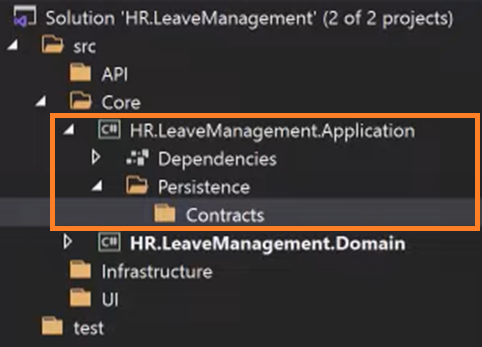 Solution 'HR.LeaveManagement' (2 of 2 projects)
src
API
Core
C# HR.LeaveManagement.Application
Dependencies
Persistence
Contracts
C# HR.LeaveManagement.Domain
Infrastructure
UI
test